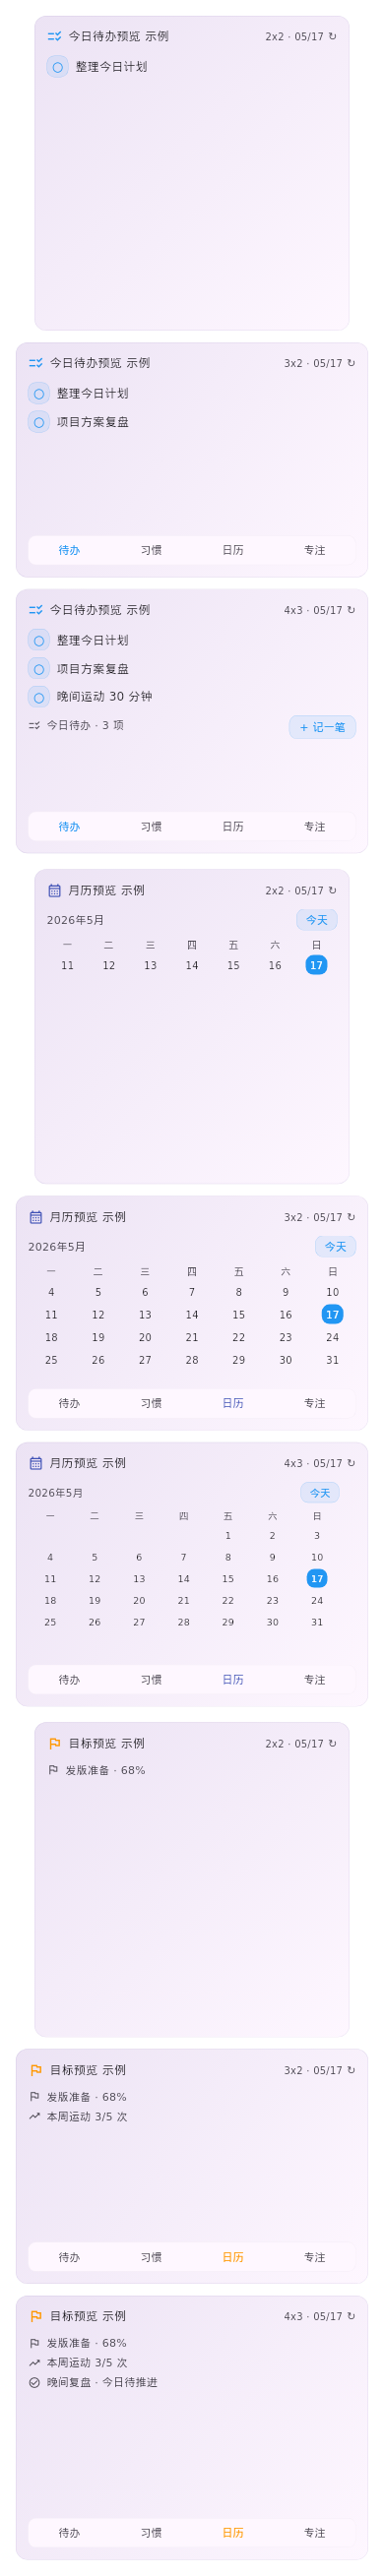 今日待办预览 示例 2x2 · 05/17 ↻
整理今日计划
今日待办预览 示例 3x2 · 05/17 ↻
整理今日计划
项目方案复盘
待办 习惯 日历 专注
今日待办预览 示例 4x3 · 05/17 ↻
整理今日计划
项目方案复盘
晚间运动 30 分钟
今日待办 · 3 项 + 记一笔
待办 习惯 日历 专注
月历预览 示例 2x2 · 05/17 ↻
2026年5月 今天
一 二 三 四 五 六 日
11 12 13 14 15 16 17
月历预览 示例 3x2 · 05/17 ↻
2026年5月 今天
一 二 三 四 五 六 日
4 5 6 7 8 9 10
11 12 13 14 15 16 17
18 19 20 21 22 23 24
25 26 27 28 29 30 31
待办 习惯 日历 专注
月历预览 示例 4x3 · 05/17 ↻
2026年5月 今天
一 二 三 四 五 六 日
1 2 3
4 5 6 7 8 9 10
11 12 13 14 15 16 17
18 19 20 21 22 23 24
25 26 27 28 29 30 31
待办 习惯 日历 专注
目标预览 示例 2x2 · 05/17 ↻
发版准备 · 68%
目标预览 示例 3x2 · 05/17 ↻
发版准备 · 68%
本周运动 3/5 次
待办 习惯 日历 专注
目标预览 示例 4x3 · 05/17 ↻
发版准备 · 68%
本周运动 3/5 次
晚间复盘 · 今日待推进
待办 习惯 日历 专注